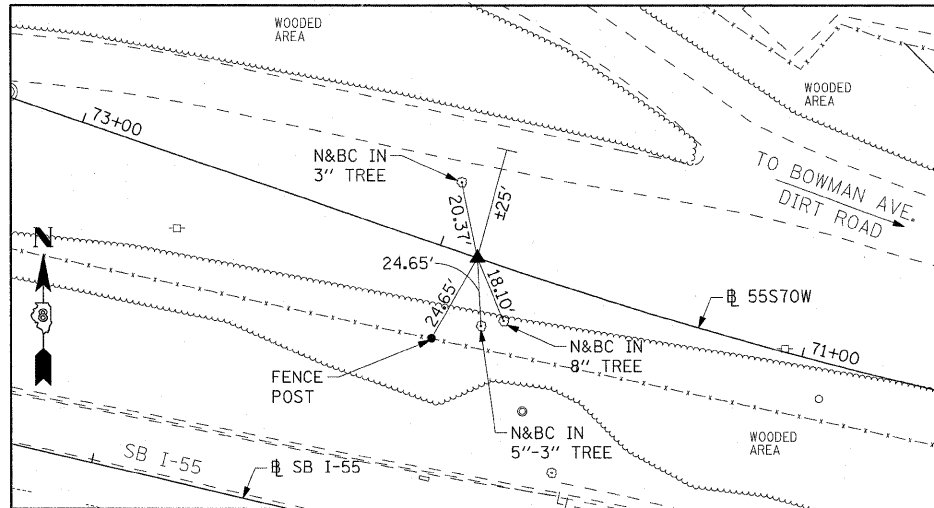 WOODED
AREA
WOODED
AREA
73+00
N&BC IN
3" TREE
TO BOWMAN AVE.
DIRT ROAD
±25'
20.37'
N
24.65'
18.10'
24.65'
8
℔ 55S70W
71+00
N&BC IN
8" TREE
FENCE
POST
N&BC IN
5"-3" TREE
WOODED
AREA
SB I-55
℔ SB I-55